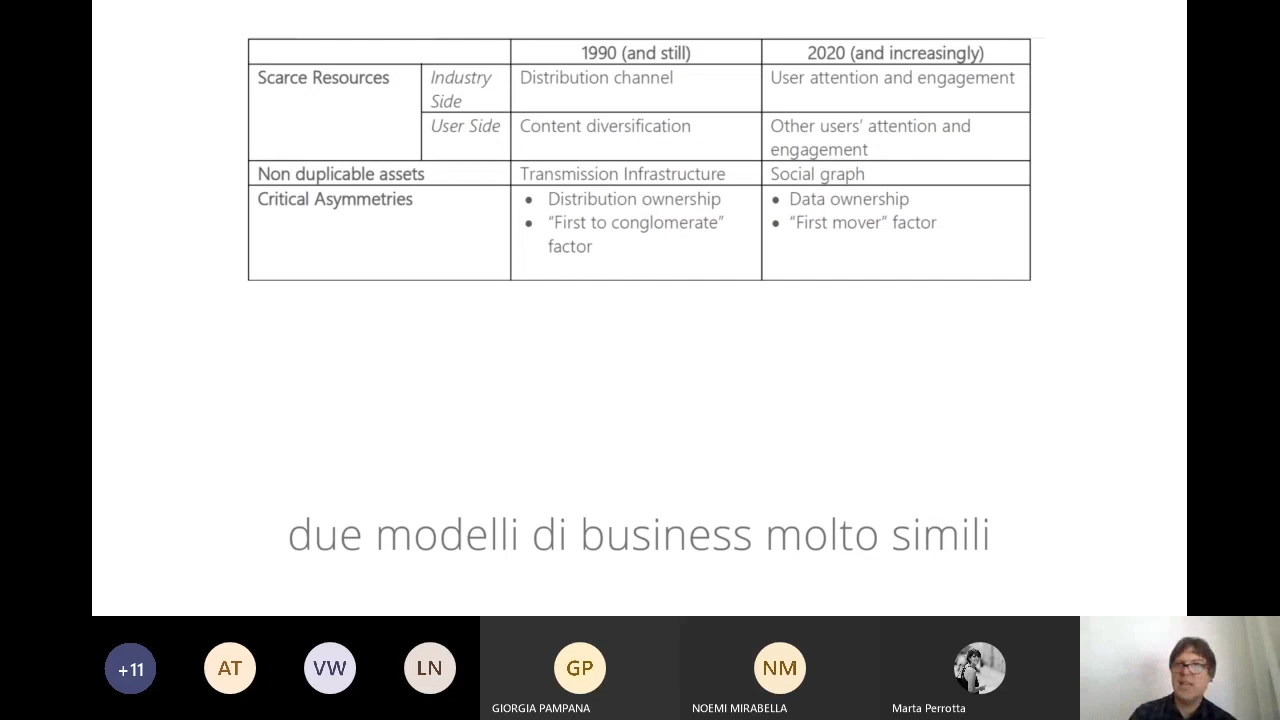 1990 (and still) 2020 (and increasingly)
Scarce Resources Industry Side Distribution channel User attention and engagement
User Side Content diversification Other users’ attention and engagement
Non duplicable assets Transmission Infrastructure Social graph
Critical Asymmetries
• Distribution ownership
• “First to conglomerate” factor
• Data ownership
• “First mover” factor
due modelli di business molto simili
+11 AT VW LN GP NM
GIORGIA PAMPANA NOEMI MIRABELLA Marta Perrotta